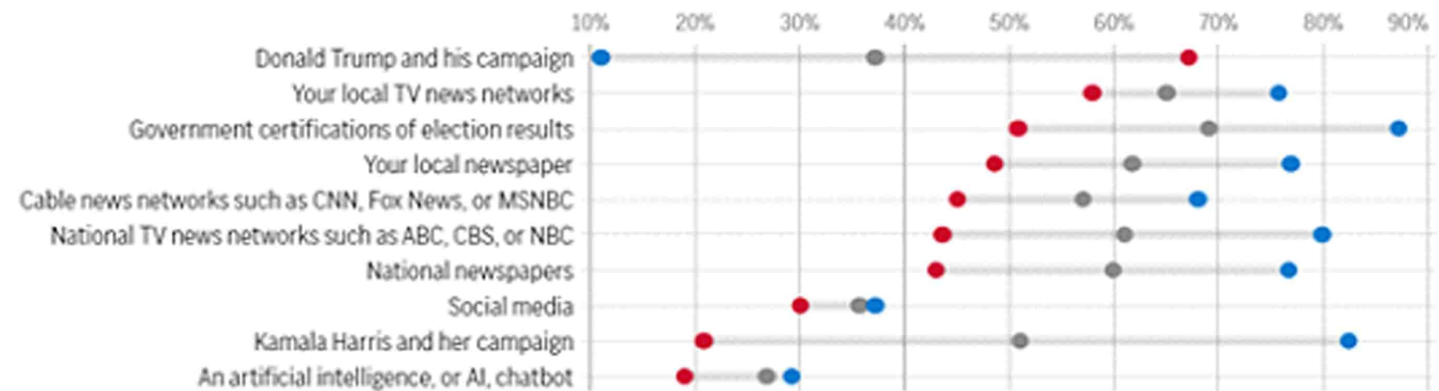 10% 20% 30% 40% 50% 60% 70% 80% 90%
Donald Trump and his campaign
Your local TV news networks
Government certifications of election results
Your local newspaper
Cable news networks such as CNN, Fox News, or MSNBC
National TV news networks such as ABC, CBS, or NBC
National newspapers
Social media
Kamala Harris and her campaign
An artificial intelligence, or AI, chatbot